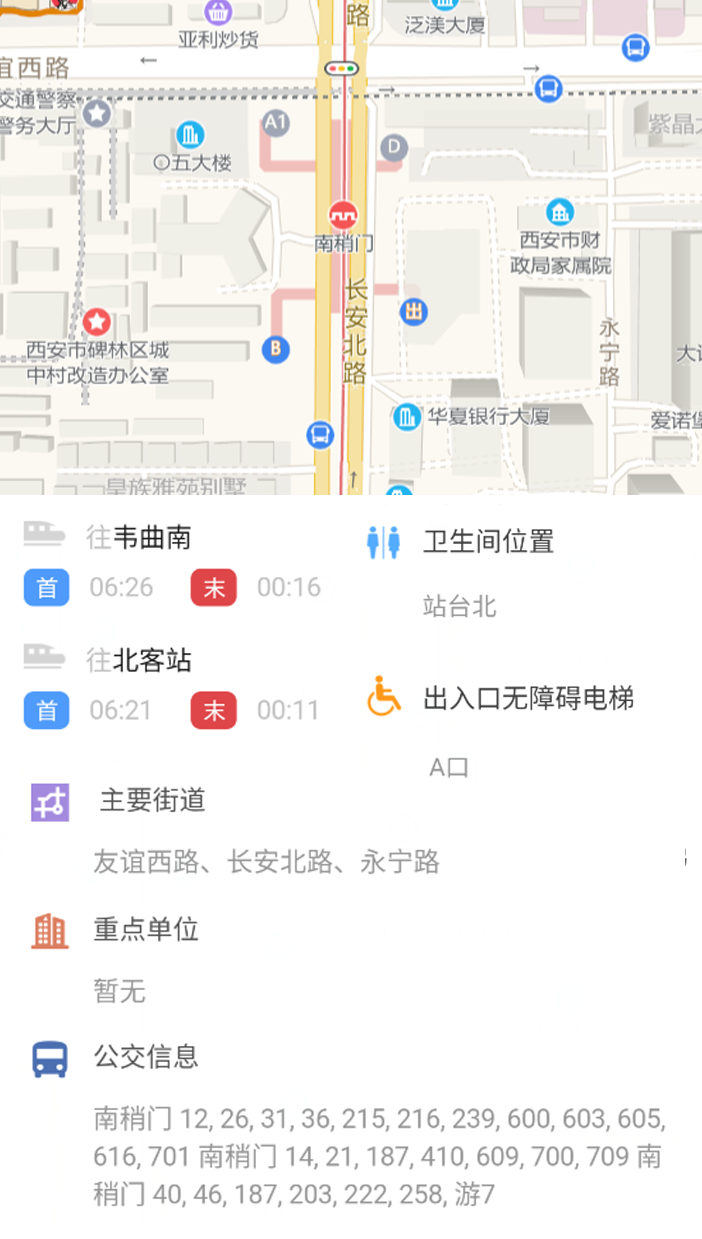 路
泛渼大厦
亚利炒货
宜西路
←
→
交通警察
警务大厅
A1
紫晶
D
〇五大楼
南稍门
西安市财
政局家属院
长安北路
永宁路
B
西安市碑林区城
中村改造办公室
华夏银行大厦
爱诺堡
皇族雅苑别墅
往韦曲南
首 06:26 末 00:16
卫生间位置
站台北
往北客站
首 06:21 末 00:11
出入口无障碍电梯
A口
主要街道
友谊西路、长安北路、永宁路
重点单位
暂无
公交信息
南稍门 12, 26, 31, 36, 215, 216, 239, 600, 603, 605,
616, 701 南稍门 14, 21, 187, 410, 609, 700, 709 南
稍门 40, 46, 187, 203, 222, 258, 游7